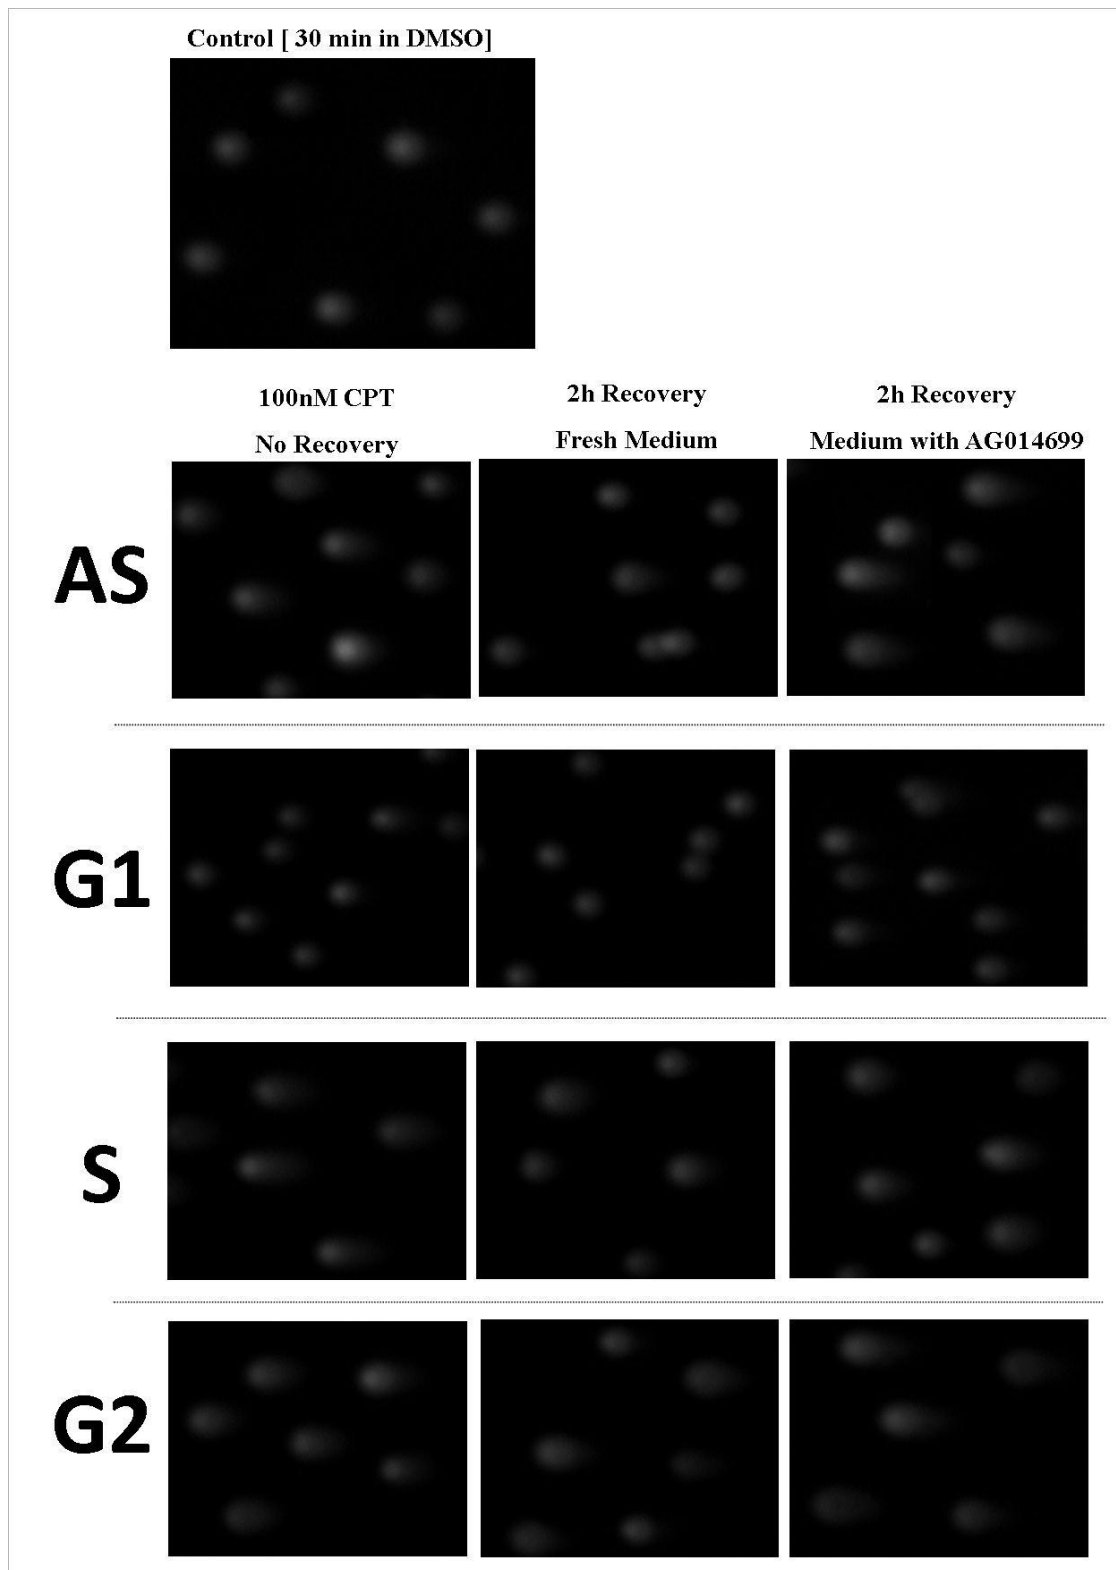 Control [ 30 min in DMSO]
100nM CPT
No Recovery
2h Recovery
Fresh Medium
2h Recovery
Medium with AG014699
AS
G1
S
G2